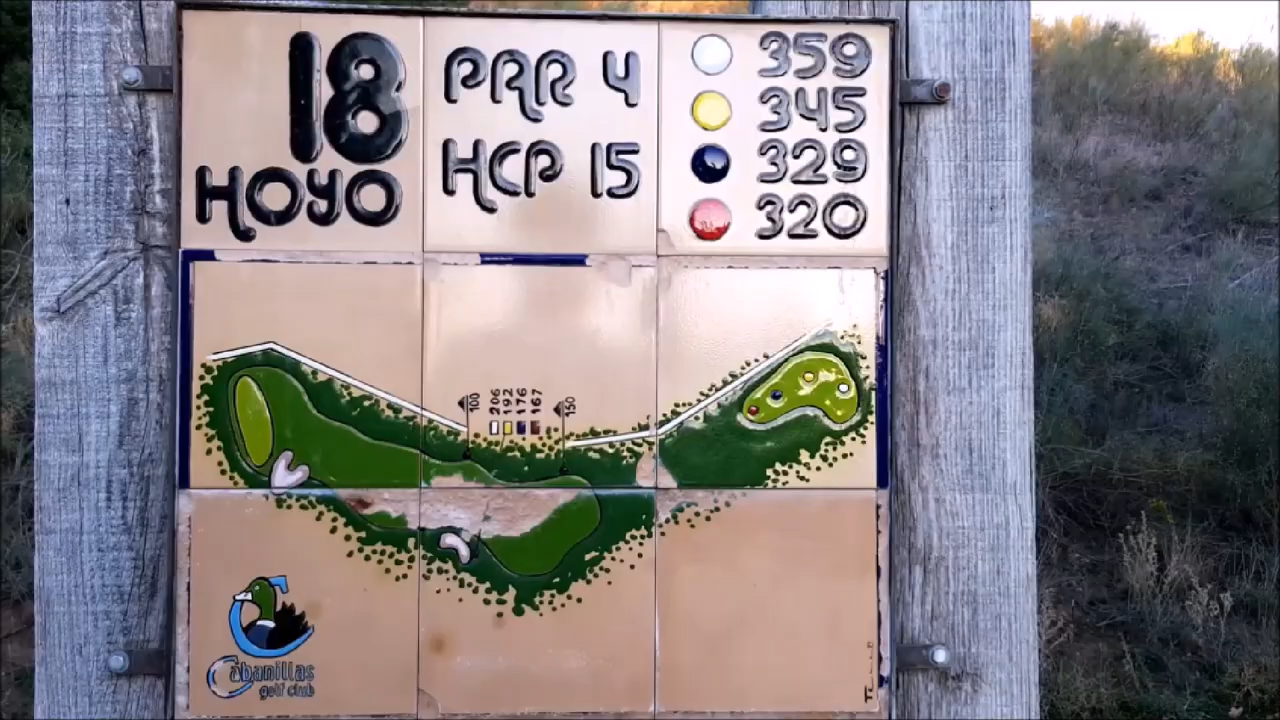 18
HOYO
PAR 4
HCP 15
359
345
329
320
100
206
192
176
167
150
Cabanillas
golf club